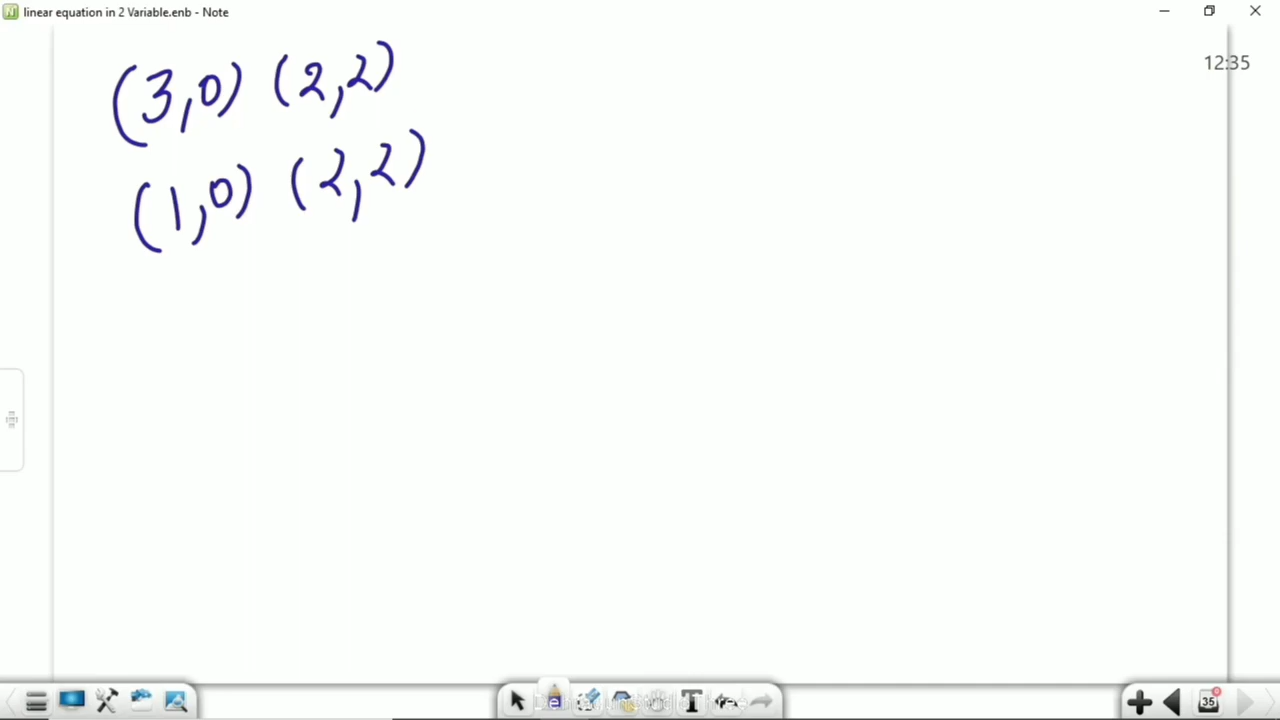 linear equation in 2 Variable.enb - Note
12:35
(3,0) (2,2)
(1,0) (2,2)
35